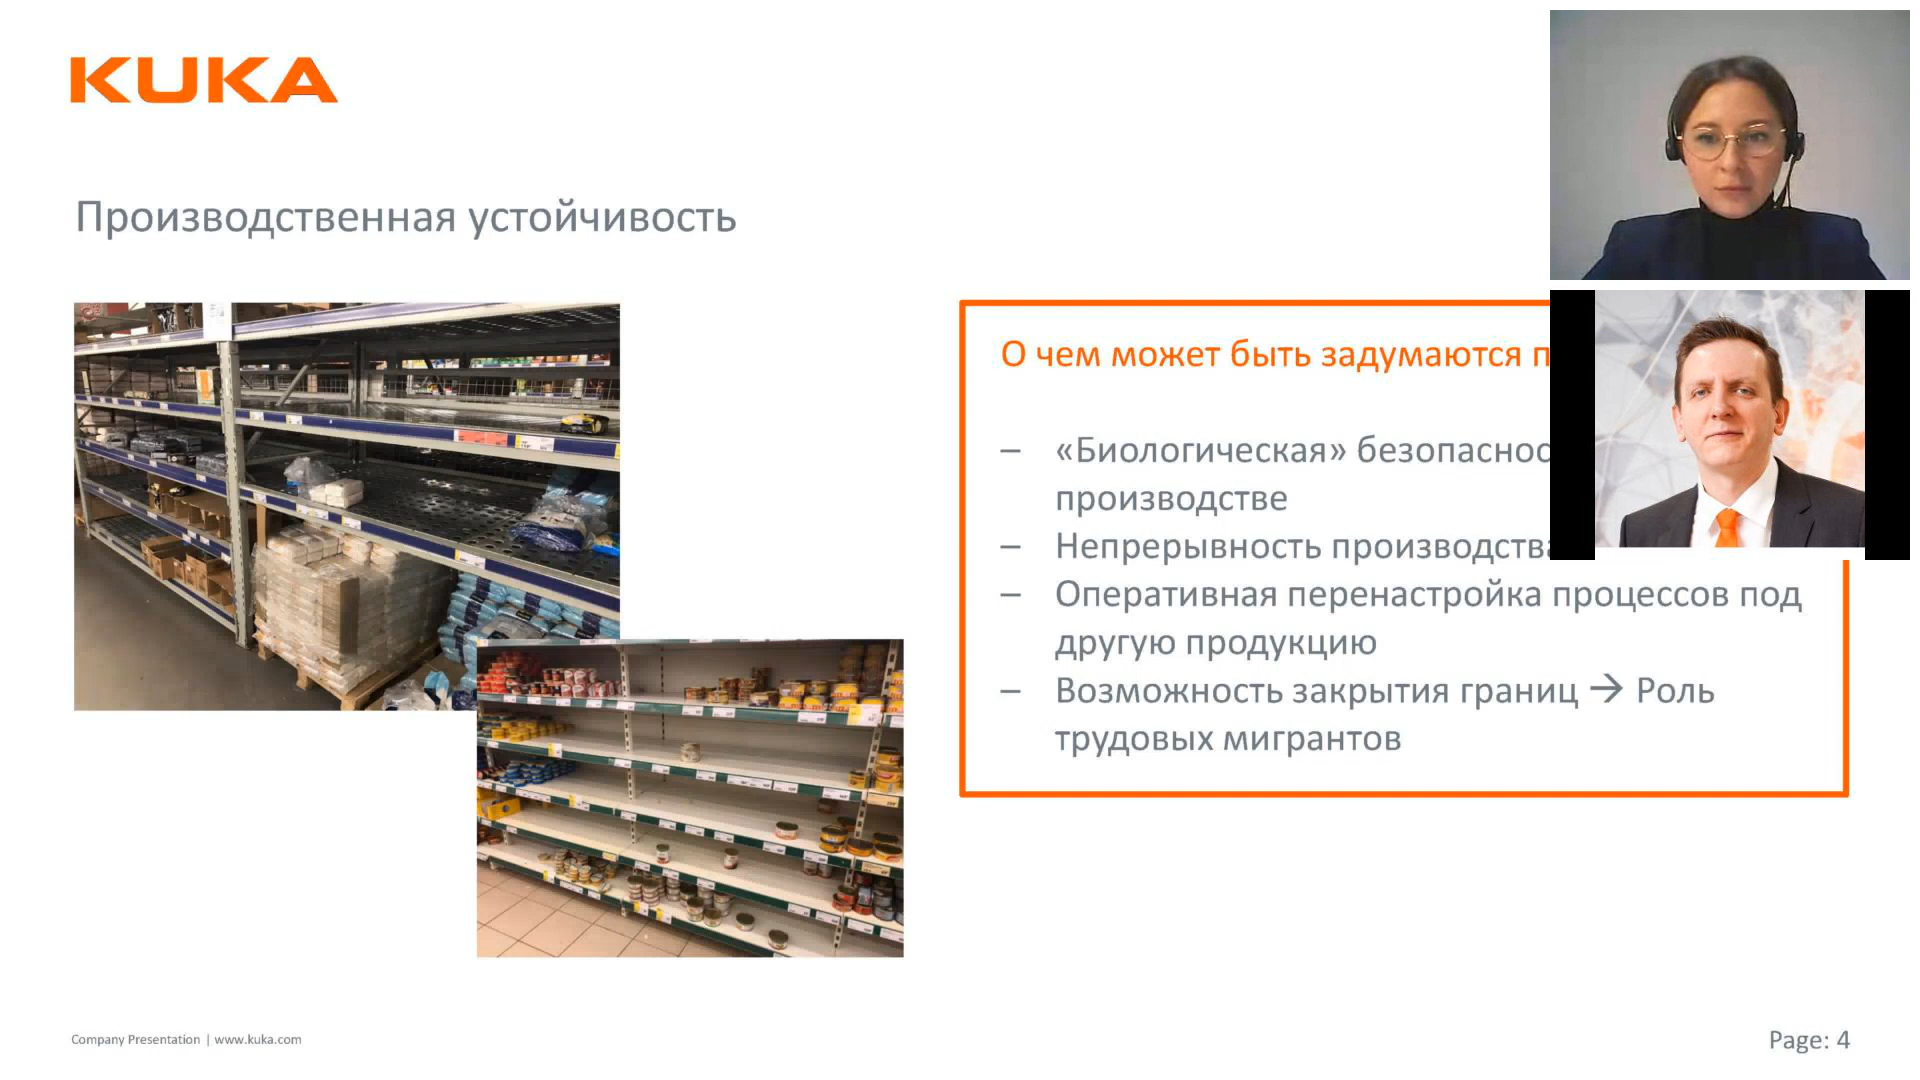 KUKA
Производственная устойчивость
О чем может быть задумаются
«Биологическая»
производстве
– Непрерывность производства
– Оперативная перенастройка процессов под
другую продукцию
– Возможность закрытия границ → Роль
трудовых мигрантов
Company Presentation | www.kuka.com
Page: 4